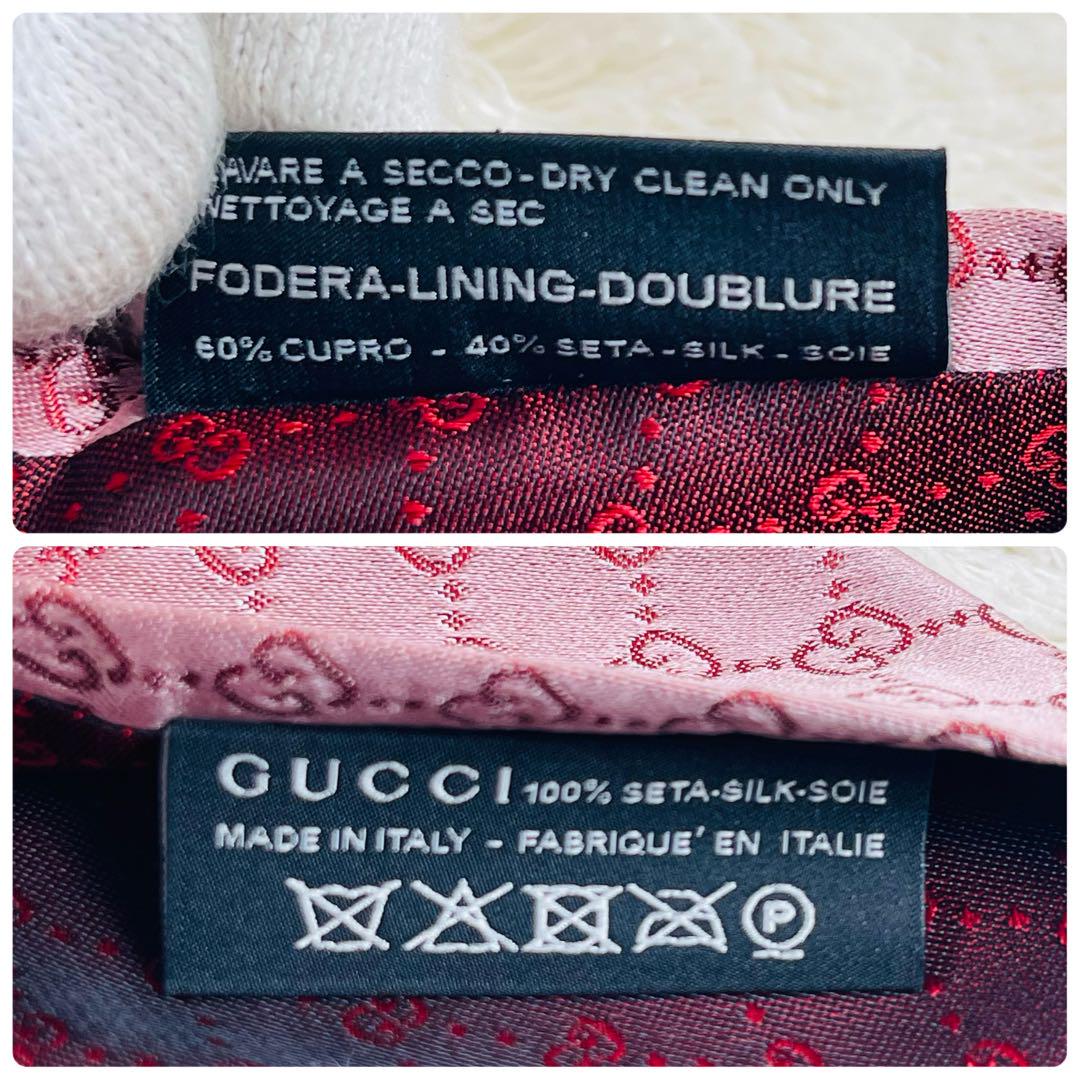 LAVARE A SECCO-DRY CLEAN ONLY
NETTOYAGE A SEC
FODERA-LINING-DOUBLURE
60% CUPRO - 40% SETA-SILK-SOIE
GUCCI 100% SETA-SILK-SOIE
MADE IN ITALY - FABRIQUE' EN ITALIE
P